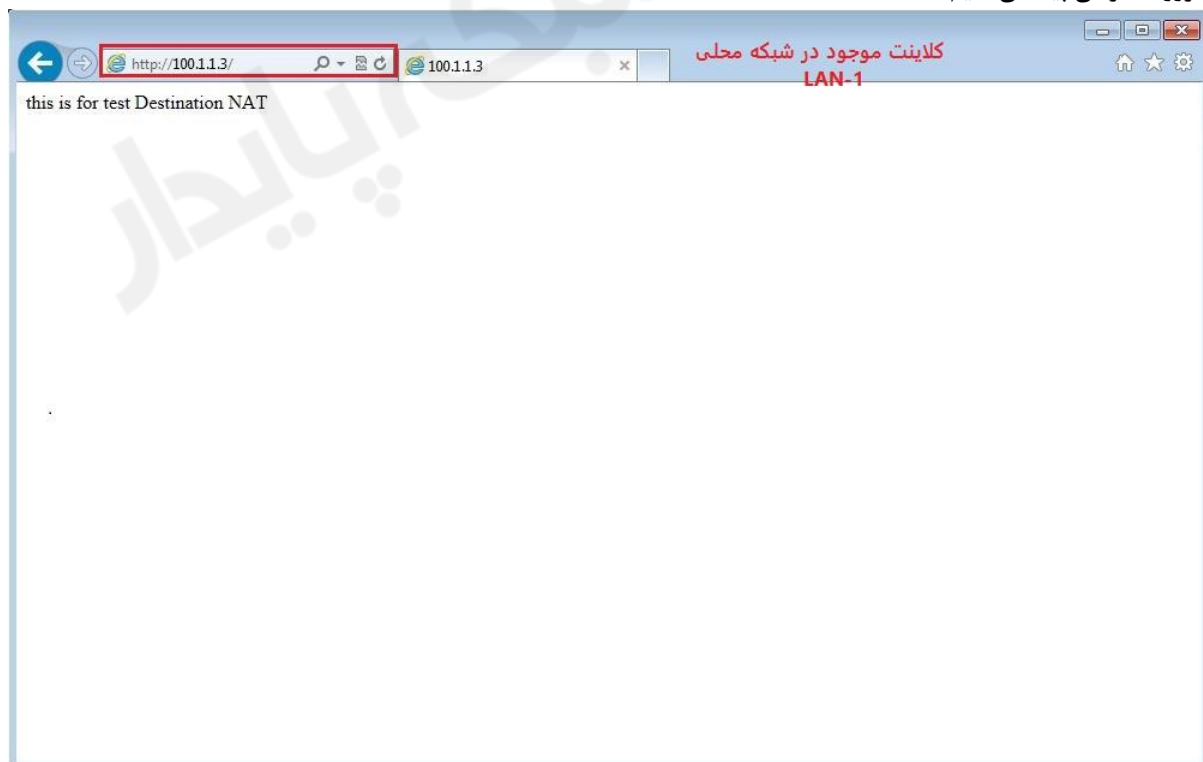 http://100.1.1.3/
100.1.1.3
کلاینت موجود در شبکه محلی
LAN-1
this is for test Destination NAT
پایدار
.